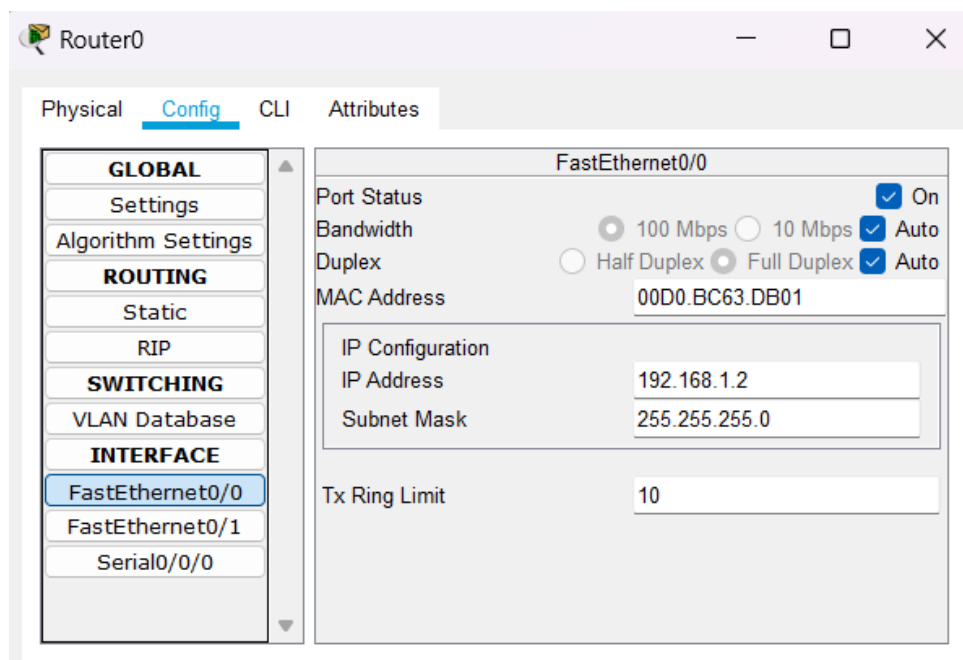 Router0
Physical Config CLI Attributes
GLOBAL
Settings
Algorithm Settings
ROUTING
Static
RIP
SWITCHING
VLAN Database
INTERFACE
FastEthernet0/0
FastEthernet0/1
Serial0/0/0
FastEthernet0/0
Port Status On
Bandwidth 100 Mbps 10 Mbps Auto
Duplex Half Duplex Full Duplex Auto
MAC Address 00D0.BC63.DB01
IP Configuration
IP Address 192.168.1.2
Subnet Mask 255.255.255.0
Tx Ring Limit 10